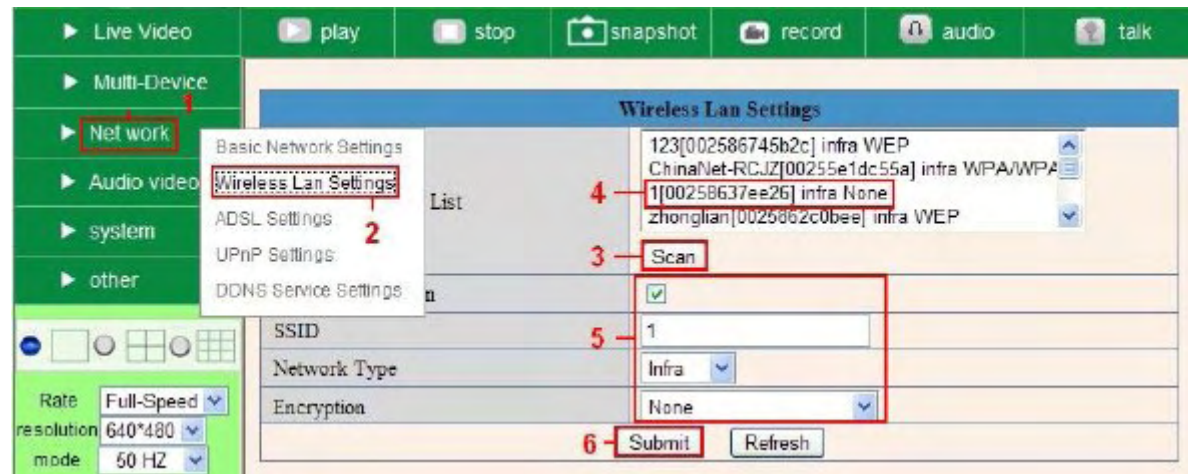 Live Video
play
stop
snapshot
record
audio
talk
Multi-Device
1
Net work
Audio video
system
other
Basic Network Settings
Wireless Lan Settings
2
ADSL Settings
UPnP Settings
DDNS Service Settings
Wireless Lan Settings
List
123[002586745b2c] infra WEP
ChinaNet-RCJZ[00255e1dc55a] infra WPA/WPA
4
1[00258637ee26] infra None
zhonglian[0025862c0bee] infra WEP
3
Scan
n
SSID
5
1
Network Type
Infra
Encryption
None
6
Submit
Refresh
Rate
Full-Speed
resolution
640*480
mode
50 HZ